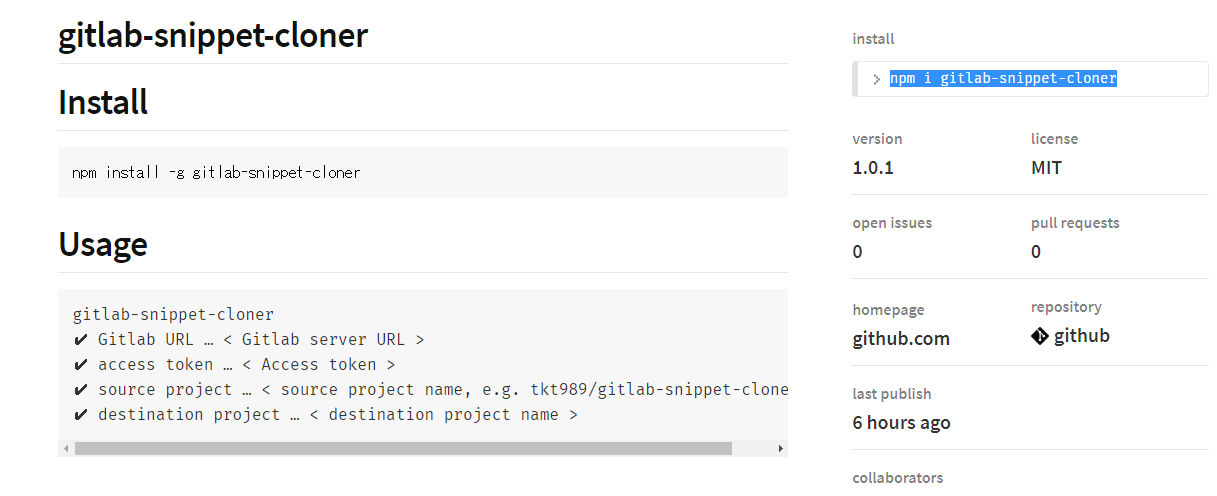 gitlab-snippet-cloner
Install
npm install -g gitlab-snippet-cloner
Usage
gitlab-snippet-cloner
✔ Gitlab URL … < Gitlab server URL >
✔ access token … < Access token >
✔ source project … < source project name, e.g. tkt989/gitlab-snippet-clone
✔ destination project … < destination project name >
install
> npm i gitlab-snippet-cloner
version
license
1.0.1
MIT
open issues
pull requests
0
0
homepage
repository
github.com
github
last publish
6 hours ago
collaborators